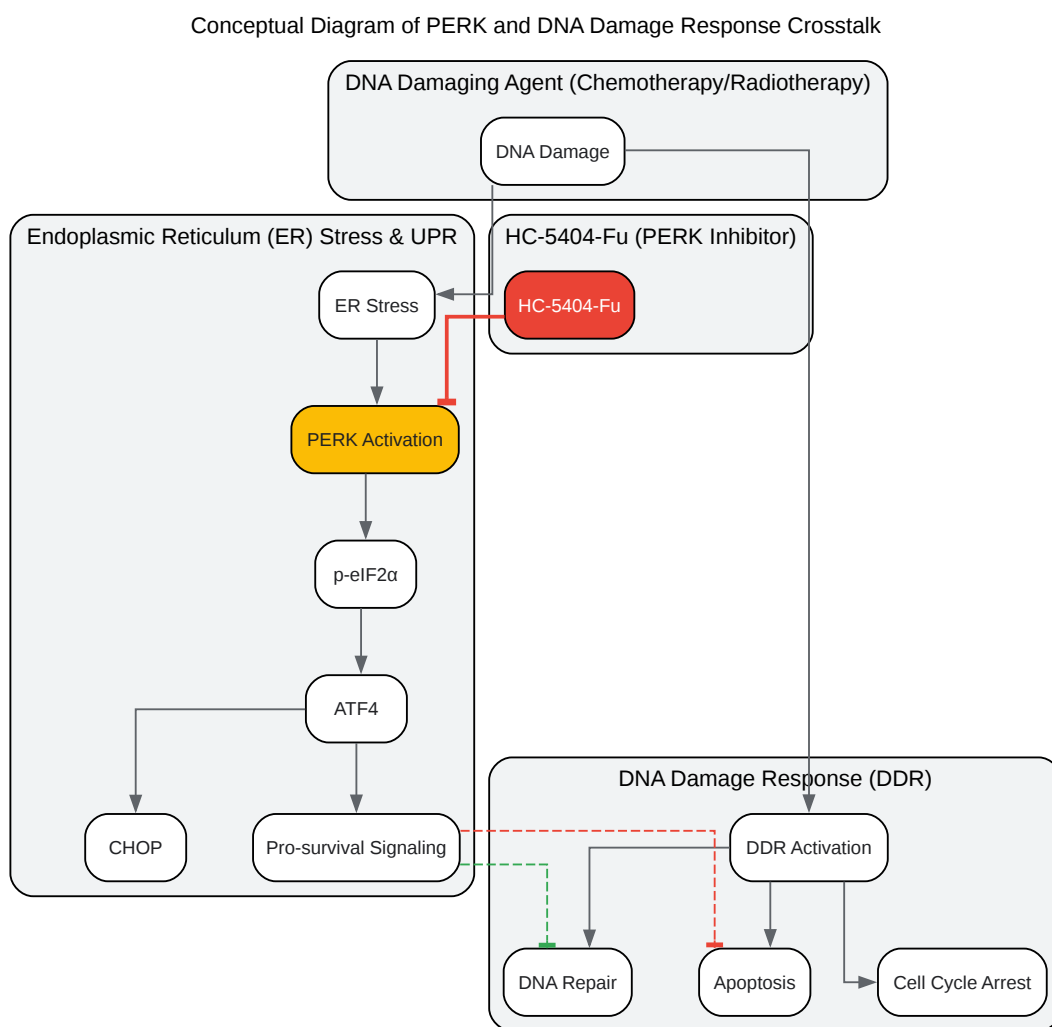 Conceptual Diagram of PERK and DNA Damage Response Crosstalk
DNA Damaging Agent (Chemotherapy/Radiotherapy)
DNA Damage
Endoplasmic Reticulum (ER) Stress & UPR
HC-5404-Fu (PERK Inhibitor)
ER Stress
HC-5404-Fu
PERK Activation
p-eIF2α
ATF4
DNA Damage Response (DDR)
CHOP
Pro-survival Signaling
DDR Activation
DNA Repair
Apoptosis
Cell Cycle Arrest